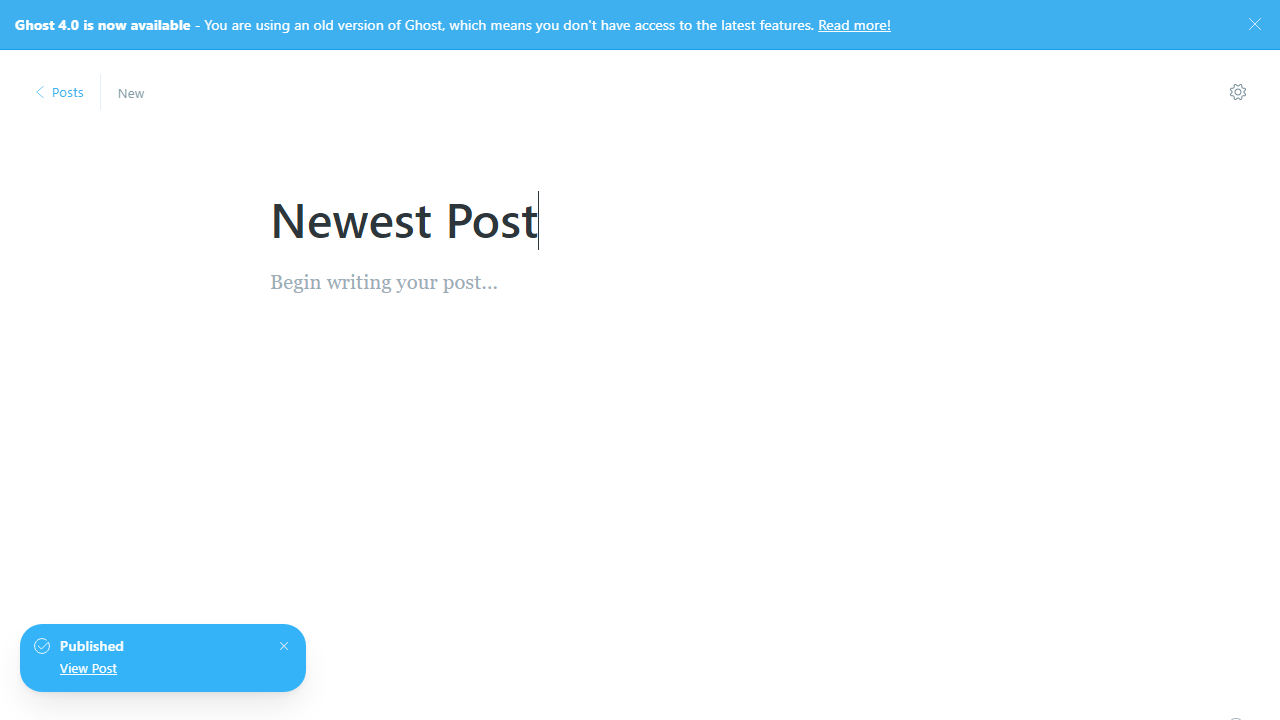 Ghost 4.0 is now available - You are using an old version of Ghost, which means you don't have access to the latest features. Read more!
Posts
New
Newest Post
Begin writing your post...
Published
View Post